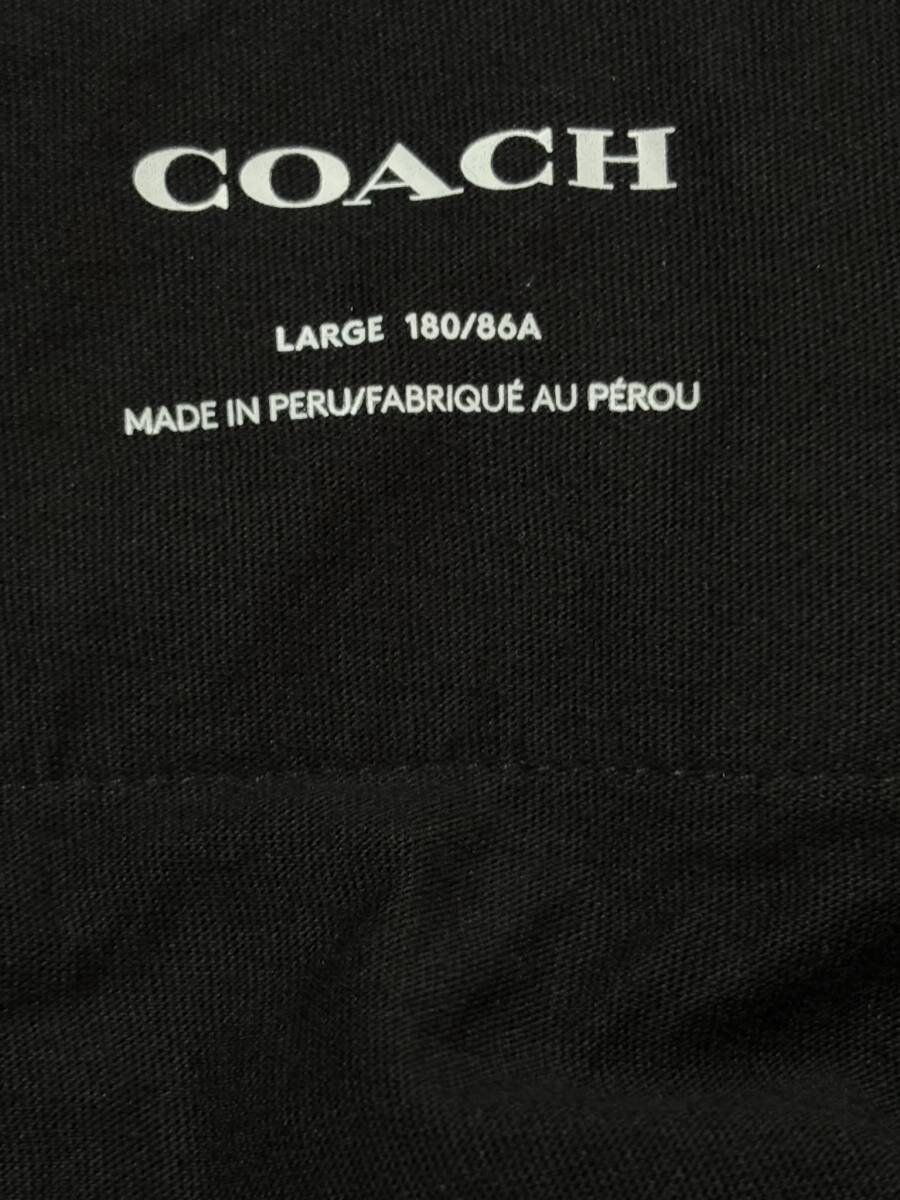 COACH
LARGE 180/86A
MADE IN PERU/FABRIQUÉ AU PÉROU